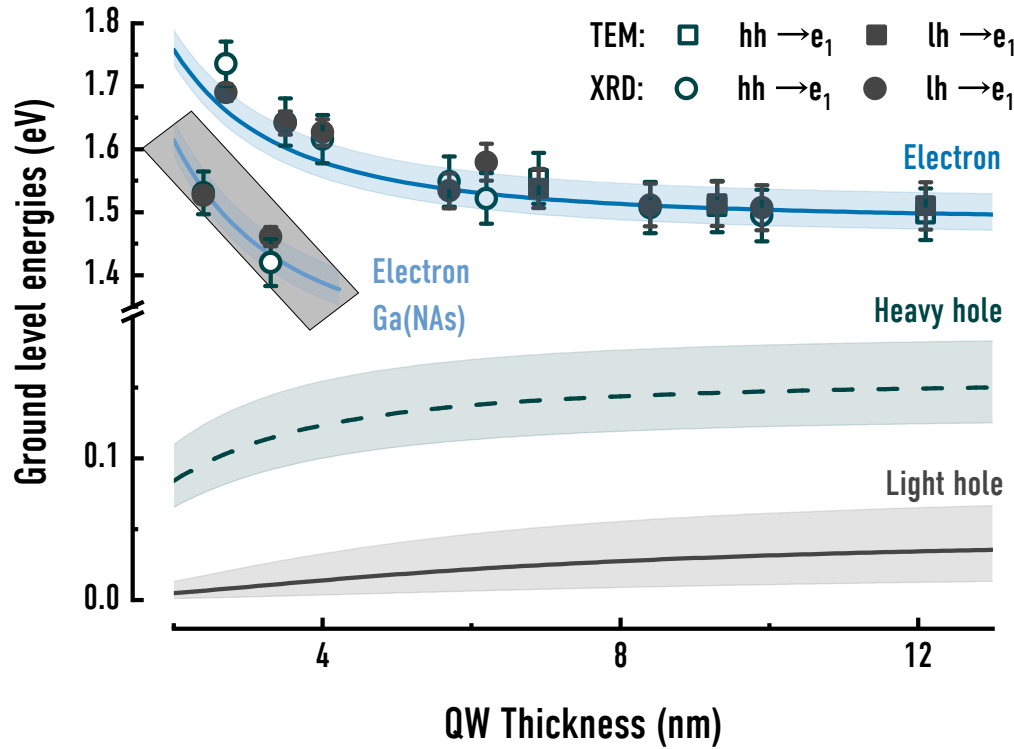 TEM: hh →e₁ lh →e₁
XRD: hh →e₁ lh →e₁
Ground level energies (eV)
1.8
1.7
1.6
1.5
1.4
0.1
0.0
Electron
Electron
Ga(NAs)
Heavy hole
Light hole
4 8 12
QW Thickness (nm)